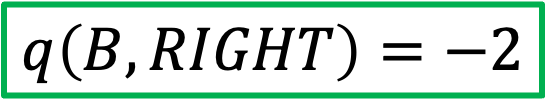 q(B, RIGHT) = −2